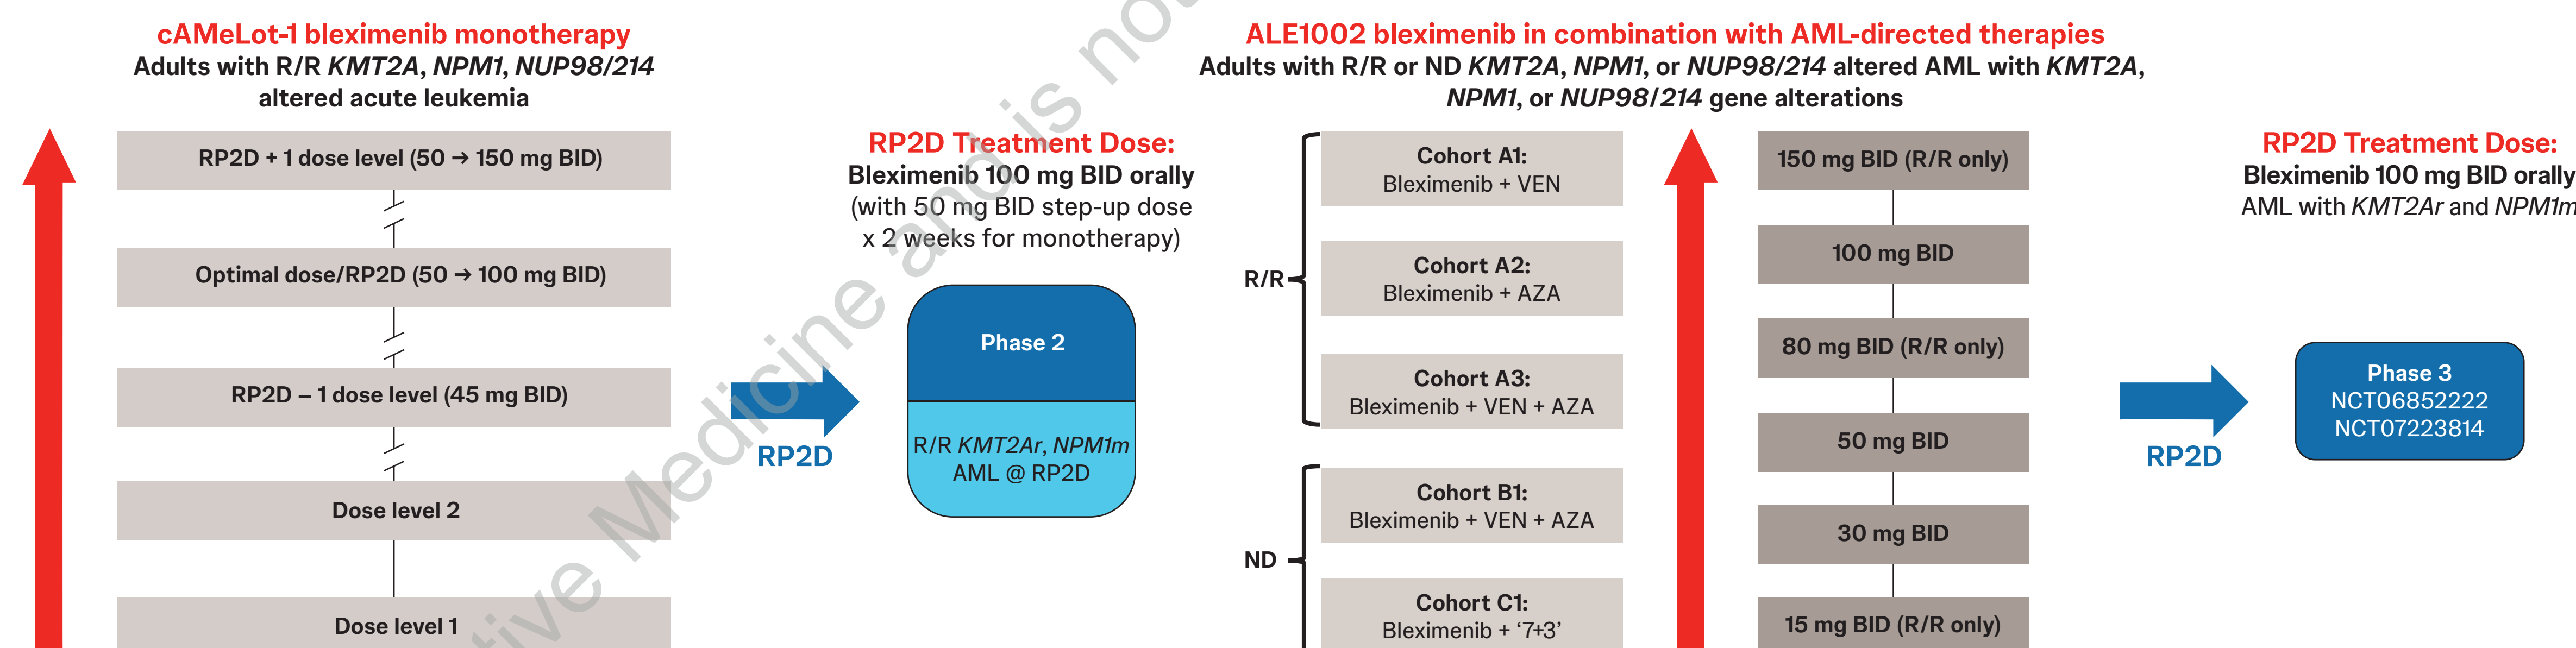 cAMeLot-1 bleximenib monotherapy
Adults with R/R KMT2A, NPM1, NUP98/214
altered acute leukemia
RP2D + 1 dose level (50 → 150 mg BID)
Optimal dose/RP2D (50 → 100 mg BID)
RP2D – 1 dose level (45 mg BID)
Dose level 2
Dose level 1
RP2D
RP2D Treatment Dose:
Bleximenib 100 mg BID orally
(with 50 mg BID step-up dose
x 2 weeks for monotherapy)
Phase 2
R/R KMT2Ar, NPM1m
AML @ RP2D
ALE1002 bleximenib in combination with AML-directed therapies
Adults with R/R or ND KMT2A, NPM1, or NUP98/214 altered AML with KMT2A,
NPM1, or NUP98/214 gene alterations
R/R
Cohort A1:
Bleximenib + VEN
Cohort A2:
Bleximenib + AZA
Cohort A3:
Bleximenib + VEN + AZA
ND
Cohort B1:
Bleximenib + VEN + AZA
Cohort C1:
Bleximenib + ‘7+3’
150 mg BID (R/R only)
100 mg BID
80 mg BID (R/R only)
50 mg BID
30 mg BID
15 mg BID (R/R only)
RP2D
RP2D Treatment Dose:
Bleximenib 100 mg BID orally
AML with KMT2Ar and NPM1m
Phase 3
NCT06852222
NCT07223814
tive Medicine and is not